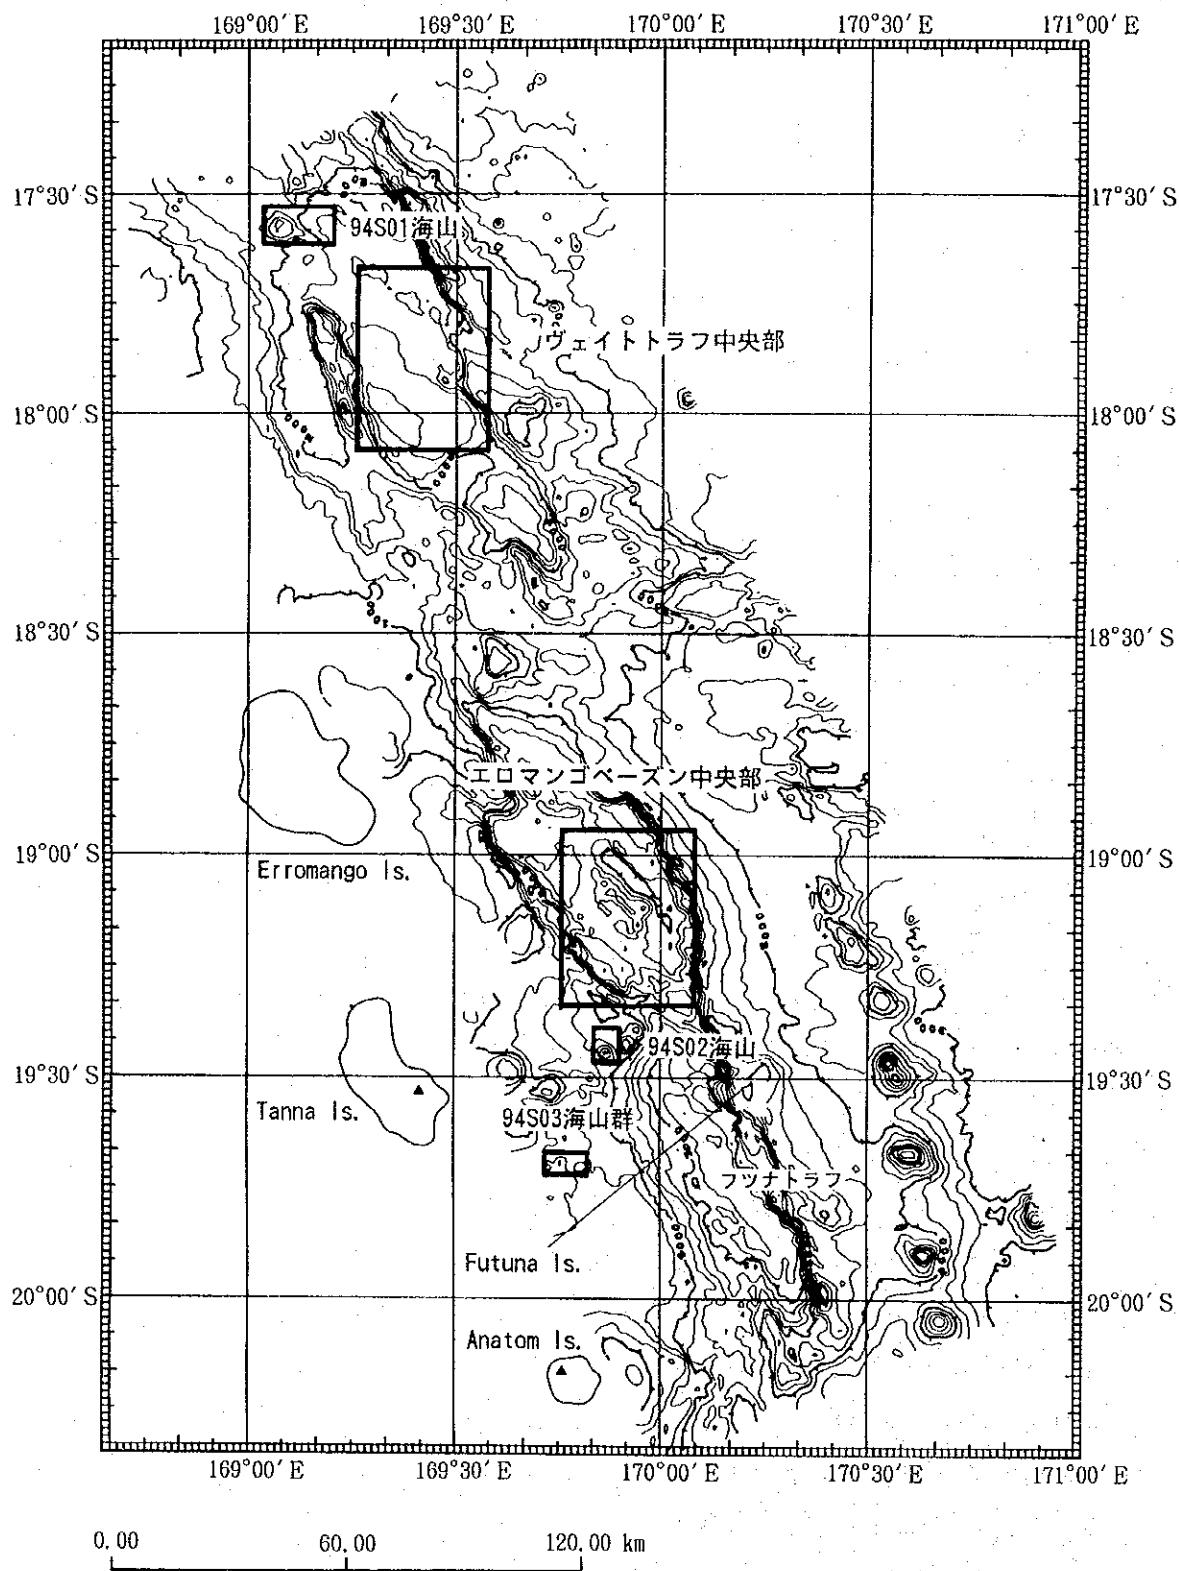 169°00′E 169°30′E 170°00′E 170°30′E 171°00′E
17°30′S 17°30′S
94S01海山
ヴェイトトラフ中央部
18°00′S 18°00′S
18°30′S 18°30′S
エロマンゴベーズン中央部
19°00′S 19°00′S
Erromango Is.
94S02海山
19°30′S 19°30′S
Tanna Is.
94S03海山群
フツナトラフ
Futuna Is.
20°00′S 20°00′S
Anatom Is.
169°00′E 169°30′E 170°00′E 170°30′E 171°00′E
0.00 60.00 120.00 km